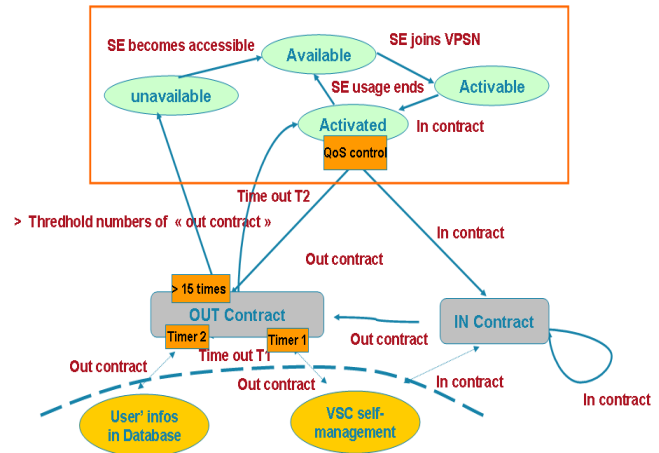 SE becomes accessible
Available
SE joins VPSN
unavailable
SE usage ends
Activable
Activated
In contract
QoS control
Time out T2
> Thredhold numbers of « out contract »
In contract
Out contract
> 15 times
OUT Contract
IN Contract
Timer 2
Timer 1
Out contract
Time out T1
Out contract
Out contract
In contract
In contract
User' infos
in Database
VSC self-
management